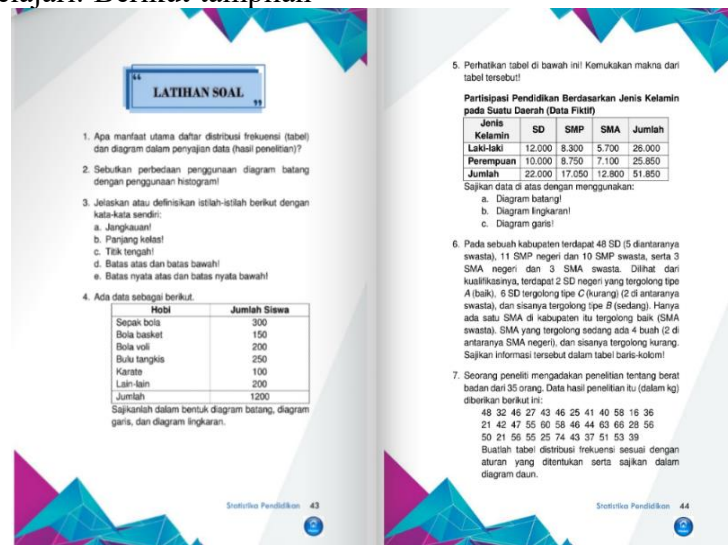 elajari. Berikut tampilan
“
LATIHAN SOAL
”
1. Apa manfaat utama daftar distribusi frekuensi (tabel)
dan diagram dalam penyajian data (hasil penelitian)?
2. Sebutkan perbedaan penggunaan diagram batang
dengan penggunaan histogram!
3. Jelaskan atau definisikan istilah-istilah berikut dengan
kata-kata sendiri:
a. Jangkauan!
b. Panjang kelas!
c. Titik tengah!
d. Batas atas dan batas bawah!
e. Batas nyata atas dan batas nyata bawah!
4. Ada data sebagai berikut.
Hobi Jumlah Siswa
Sepak bola 300
Bola basket 150
Bola voli 200
Bulu tangkis 250
Karate 100
Lain-lain 200
Jumlah 1200
Sajikanlah dalam bentuk diagram batang, diagram
garis, dan diagram lingkaran.
Statistika Pendidikan 43
5. Perhatikan tabel di bawah ini! Kemukakan makna dari
tabel tersebut!
Partisipasi Pendidikan Berdasarkan Jenis Kelamin
pada Suatu Daerah (Data Fiktif)
Jenis Kelamin SD SMP SMA Jumlah
Laki-laki 12.000 8.300 5.700 26.000
Perempuan 10.000 8.750 7.100 25.850
Jumlah 22.000 17.050 12.800 51.850
Sajikan data di atas dengan menggunakan:
a. Diagram batang!
b. Diagram lingkaran!
c. Diagram garis!
6. Pada sebuah kabupaten terdapat 48 SD (5 diantaranya
swasta), 11 SMP negeri dan 10 SMP swasta, serta 3
SMA negeri dan 3 SMA swasta. Dilihat dari
kualifikasinya, terdapat 2 SD negeri yang tergolong tipe
A (baik), 6 SD tergolong tipe C (kurang) (2 di antaranya
swasta), dan sisanya tergolong tipe B (sedang). Hanya
ada satu SMA di kabupaten itu tergolong baik (SMA
swasta). SMA yang tergolong sedang ada 4 buah (2 di
antaranya SMA negeri), dan sisanya tergolong kurang.
Sajikan informasi tersebut dalam tabel baris-kolom!
7. Seorang peneliti mengadakan penelitian tentang berat
badan dari 35 orang. Data hasil penelitian itu (dalam kg)
diberikan berikut ini:
48 32 46 27 43 46 25 41 40 58 16 36
21 42 47 55 60 58 46 44 63 66 28 56
50 21 56 55 25 74 43 37 51 53 39
Buatlah tabel distribusi frekuensi sesuai dengan
aturan yang ditentukan serta sajikan dalam
diagram daun.
Statistika Pendidikan 44